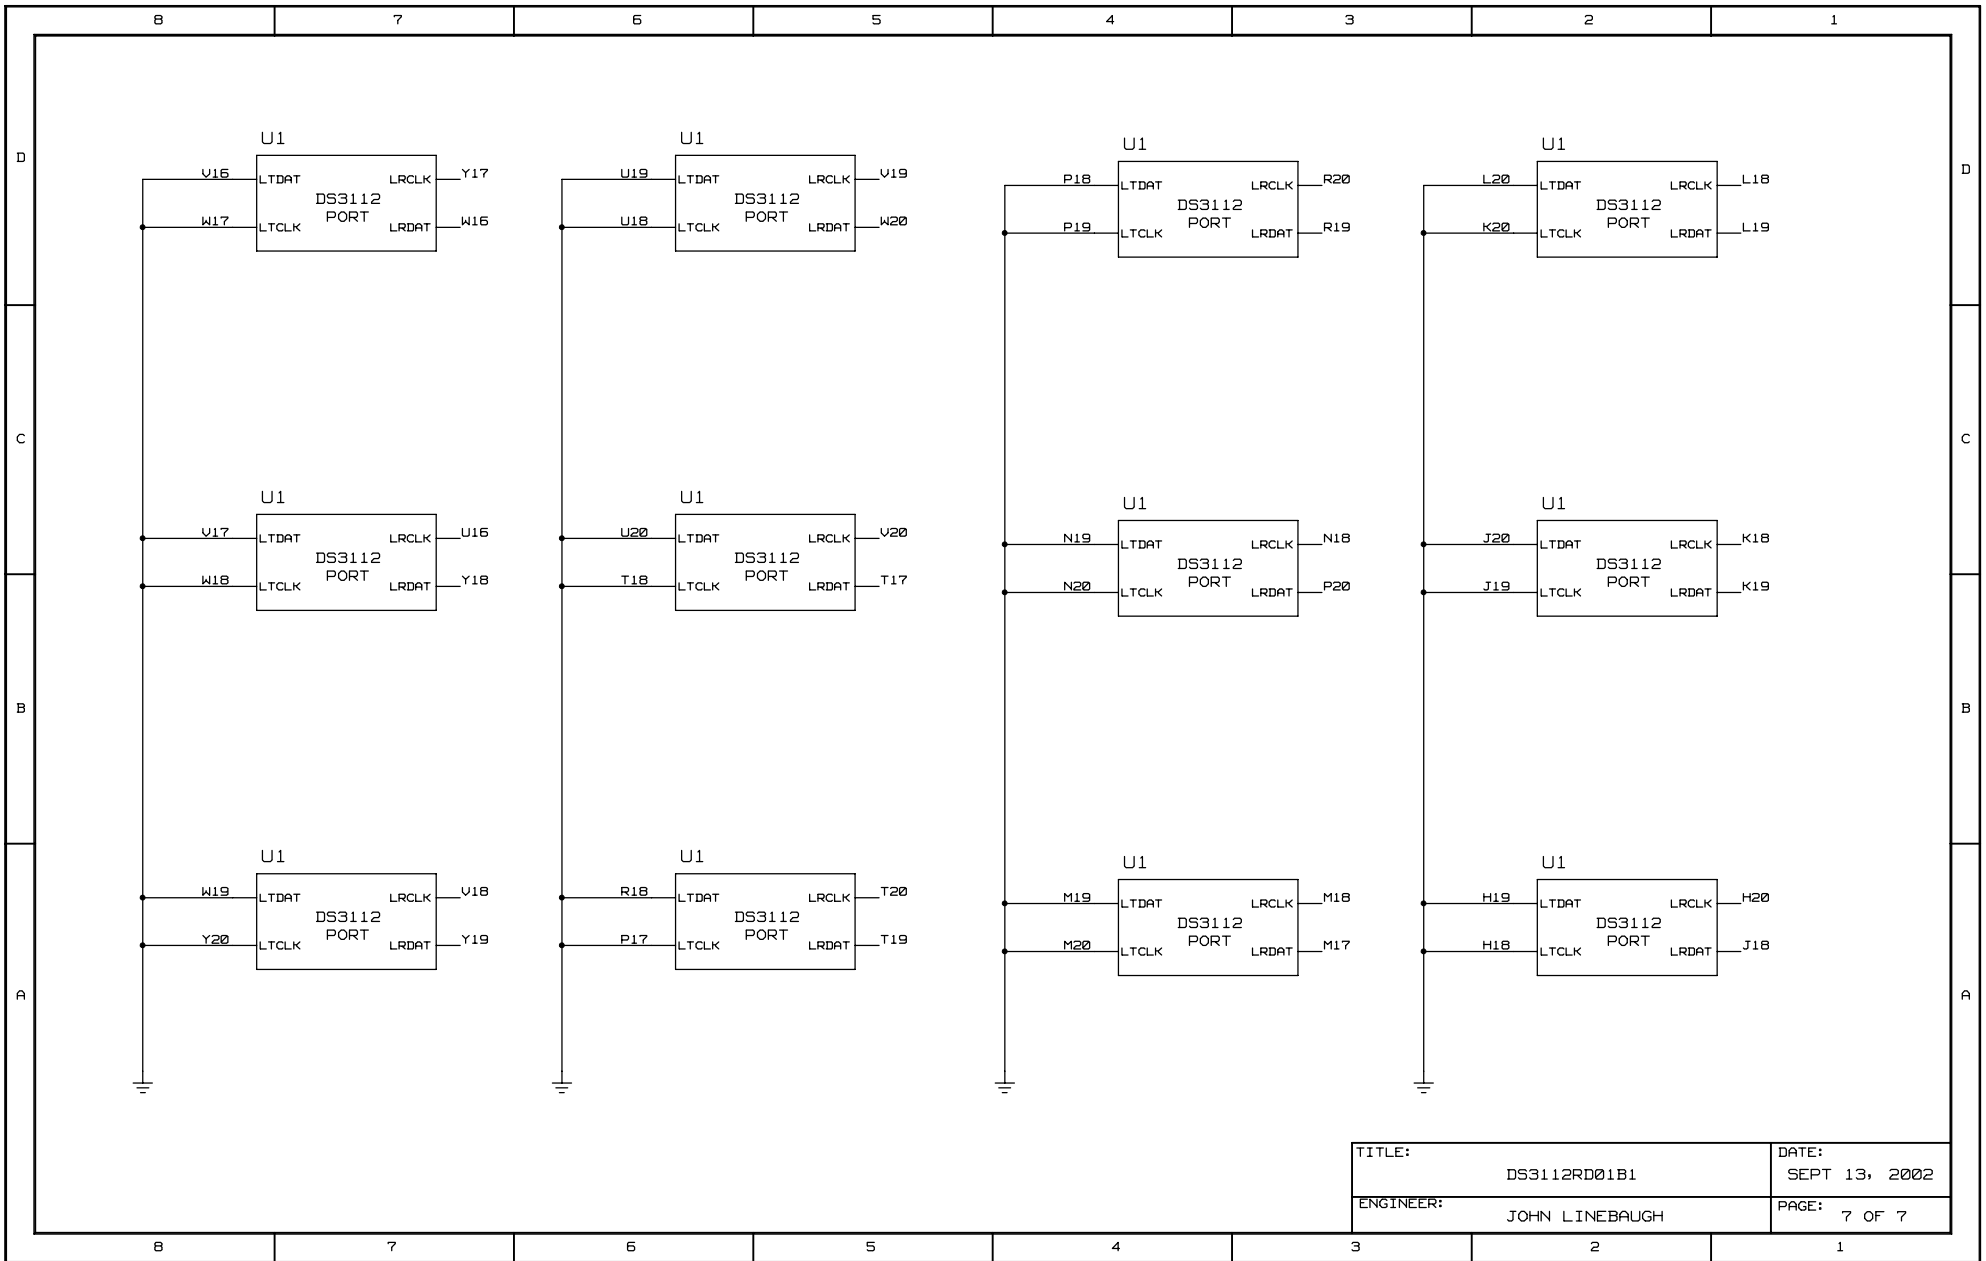 8 7 6 5 4 3 2 1
U1 U1
U1 U1
D D
V16 LTDAT LRCLK Y17 U19 LTDAT LRCLK V19
P18 LTDAT LRCLK R20 L20 LTDAT LRCLK L18
DS3112 DS3112
DS3112 DS3112
PORT PORT
PORT PORT
W17 LTCLK LRDAT W16 U18 LTCLK LRDAT W20
P19 LTCLK LRDAT R19 K20 LTCLK LRDAT L19
C C
U1 U1
U1 U1
V17 LTDAT LRCLK U16 U20 LTDAT LRCLK V20
N19 LTDAT LRCLK N18 J20 LTDAT LRCLK K18
DS3112 DS3112
DS3112 DS3112
PORT PORT
PORT PORT
W18 LTCLK LRDAT Y18 T18 LTCLK LRDAT T17
N20 LTCLK LRDAT P20 J19 LTCLK LRDAT K19
B B
U1 U1
U1 U1
W19 LTDAT LRCLK V18 R18 LTDAT LRCLK T20
M19 LTDAT LRCLK M18 H19 LTDAT LRCLK H20
DS3112 DS3112
DS3112 DS3112
PORT PORT
PORT PORT
Y20 LTCLK LRDAT Y19 P17 LTCLK LRDAT T19
M20 LTCLK LRDAT M17 H18 LTCLK LRDAT J18
A A
TITLE: DATE:
DS3112RD01B1 SEPT 13, 2002
ENGINEER: PAGE:
JOHN LINEBAUGH 7 OF 7
8 7 6 5 4 3 2 1